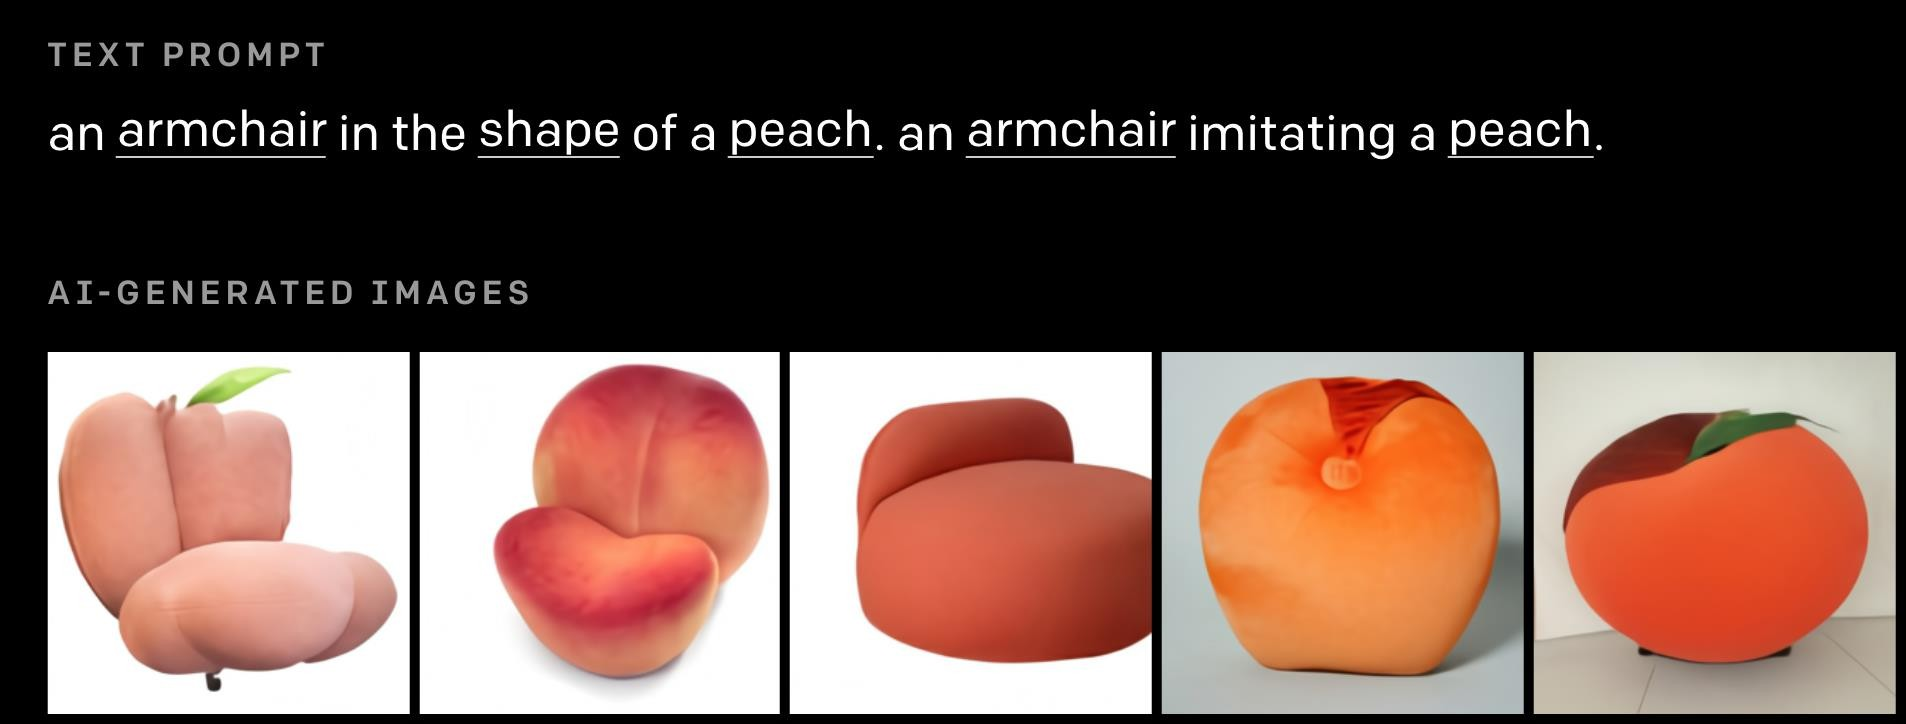 TEXT PROMPT
an armchair in the shape of a peach. an armchair imitating a peach.
AI-GENERATED IMAGES